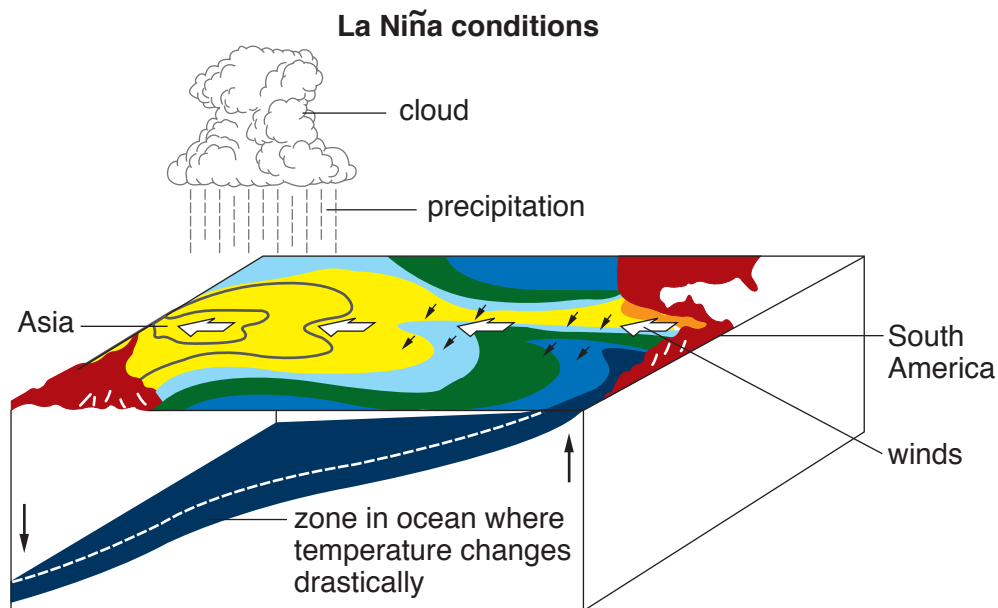 La Niña conditions
cloud
precipitation
Asia
South
America
winds
zone in ocean where
temperature changes
drastically